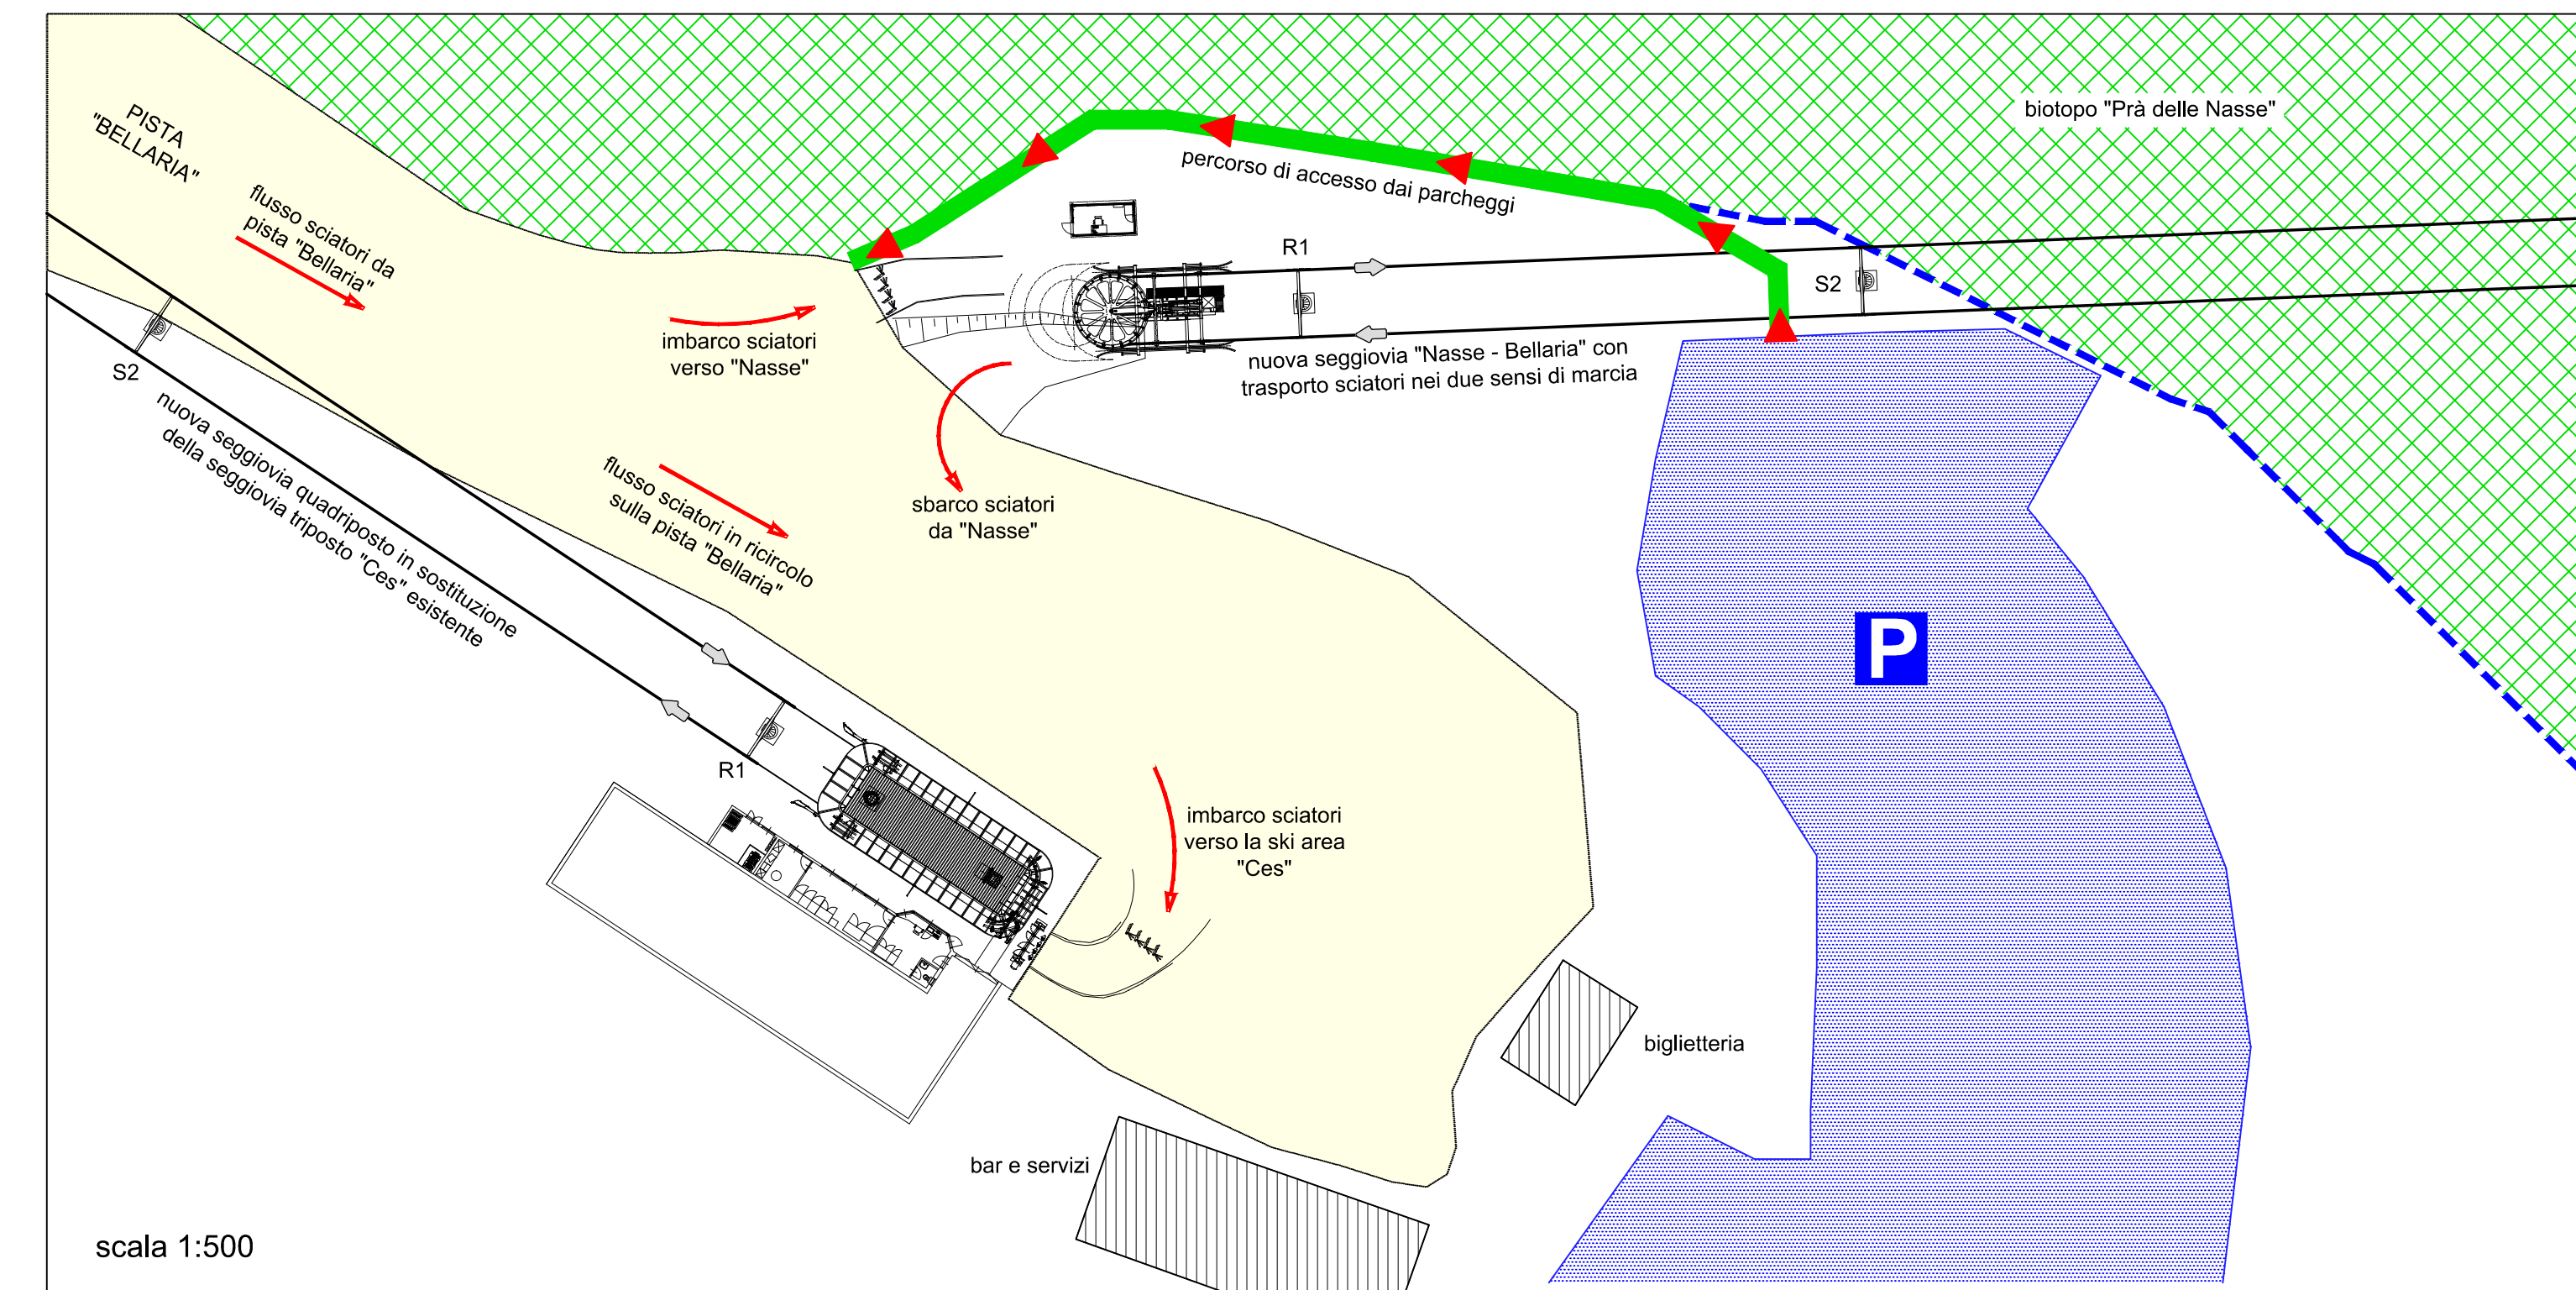 biotopo "Prà delle Nasse"
PISTA
"BELLARIA"
flusso sciatori da
pista "Bellaria"
percorso di accesso dai parcheggi
R1
S2
imbarco sciatori
verso "Nasse"
nuova seggiovia "Nasse - Bellaria" con
trasporto sciatori nei due sensi di marcia
S2
nuova seggiovia quadriposto in sostituzione
della seggiovia triposto "Ces" esistente
flusso sciatori in ricircolo
sulla pista "Bellaria"
sbarco sciatori
da "Nasse"
P
R1
imbarco sciatori
verso la ski area
"Ces"
biglietteria
bar e servizi
scala 1:500